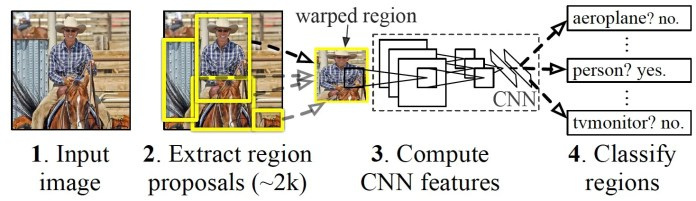 warped region
aeroplane? no.
person? yes.
tvmonitor? no.
CNN
1. Input
image
2. Extract region
proposals (~2k)
3. Compute
CNN features
4. Classify
regions